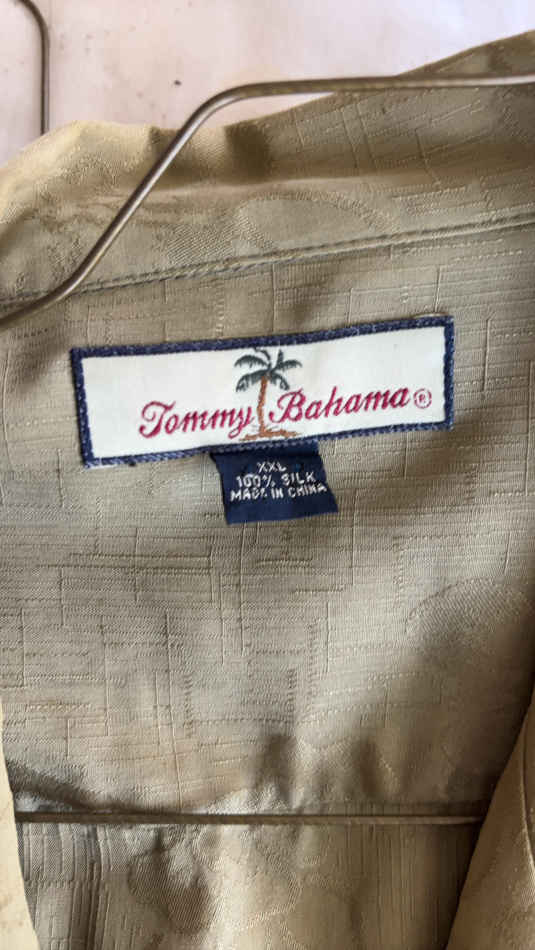 Tommy Bahama®
XXL
100% SILK
MADE IN CHINA